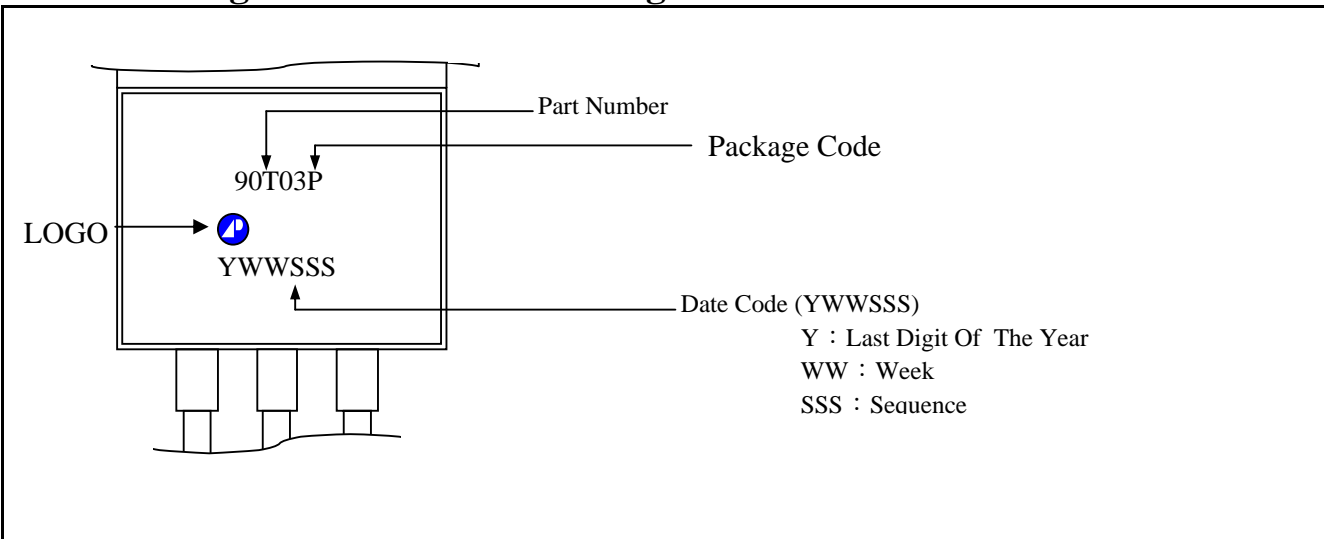 Part Number
Package Code
90T03P
LOGO
YWWSSS
Date Code (YWWSSS)
Y：Last Digit Of The Year
WW：Week
SSS：Sequence